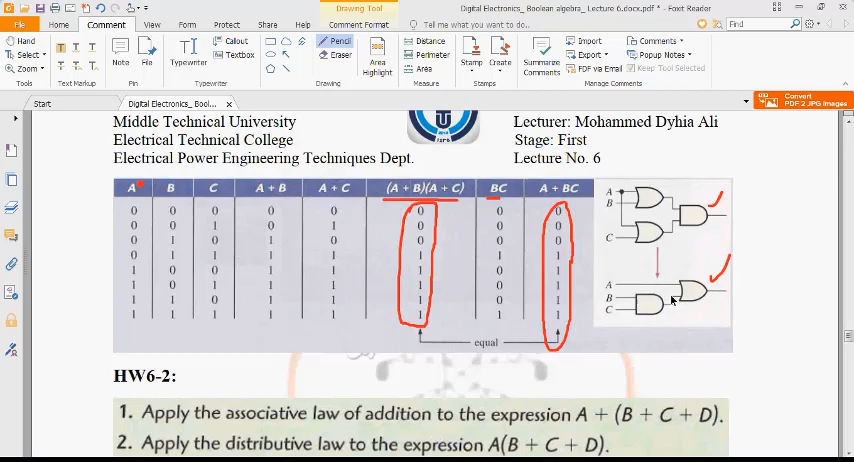 Drawing Tool
Digital Electronics_ Boolean algebra_ Lecture 6.docx.pdf * - Foxit Reader
File Home Comment View Form Protect Share Help Comment Format Tell me what you want to do... Find
Hand
Select
Zoom
Tools
Text Markup
Note
File
Pin
Typewriter
Callout
Textbox
Typewriter
Pencil
Eraser
Drawing
Area Highlight
Distance
Perimeter
Area
Measure
Stamp
Create
Stamps
Summarize Comments
Import
Export
FDF via Email
Manage Comments
Comments
Popup Notes
Keep Tool Selected
Start
Digital Electronics_ Bool...
Convert
PDF 2 JPG Images
Middle Technical University
Electrical Technical College
Electrical Power Engineering Techniques Dept.
Lecturer: Mohammed Dyhia Ali
Stage: First
Lecture No. 6
A B C A + B A + C (A + B)(A + C) BC A + BC
0 0 0 0 0 0 0 0
0 0 1 0 1 0 0 0
0 1 0 1 0 0 0 0
0 1 1 1 1 1 1 1
1 0 0 1 1 1 0 1
1 0 1 1 1 1 0 1
1 1 0 1 1 1 0 1
1 1 1 1 1 1 1 1
equal
A
B
C
A
B
C
HW6-2:
1. Apply the associative law of addition to the expression A + (B + C + D).
2. Apply the distributive law to the expression A(B + C + D).